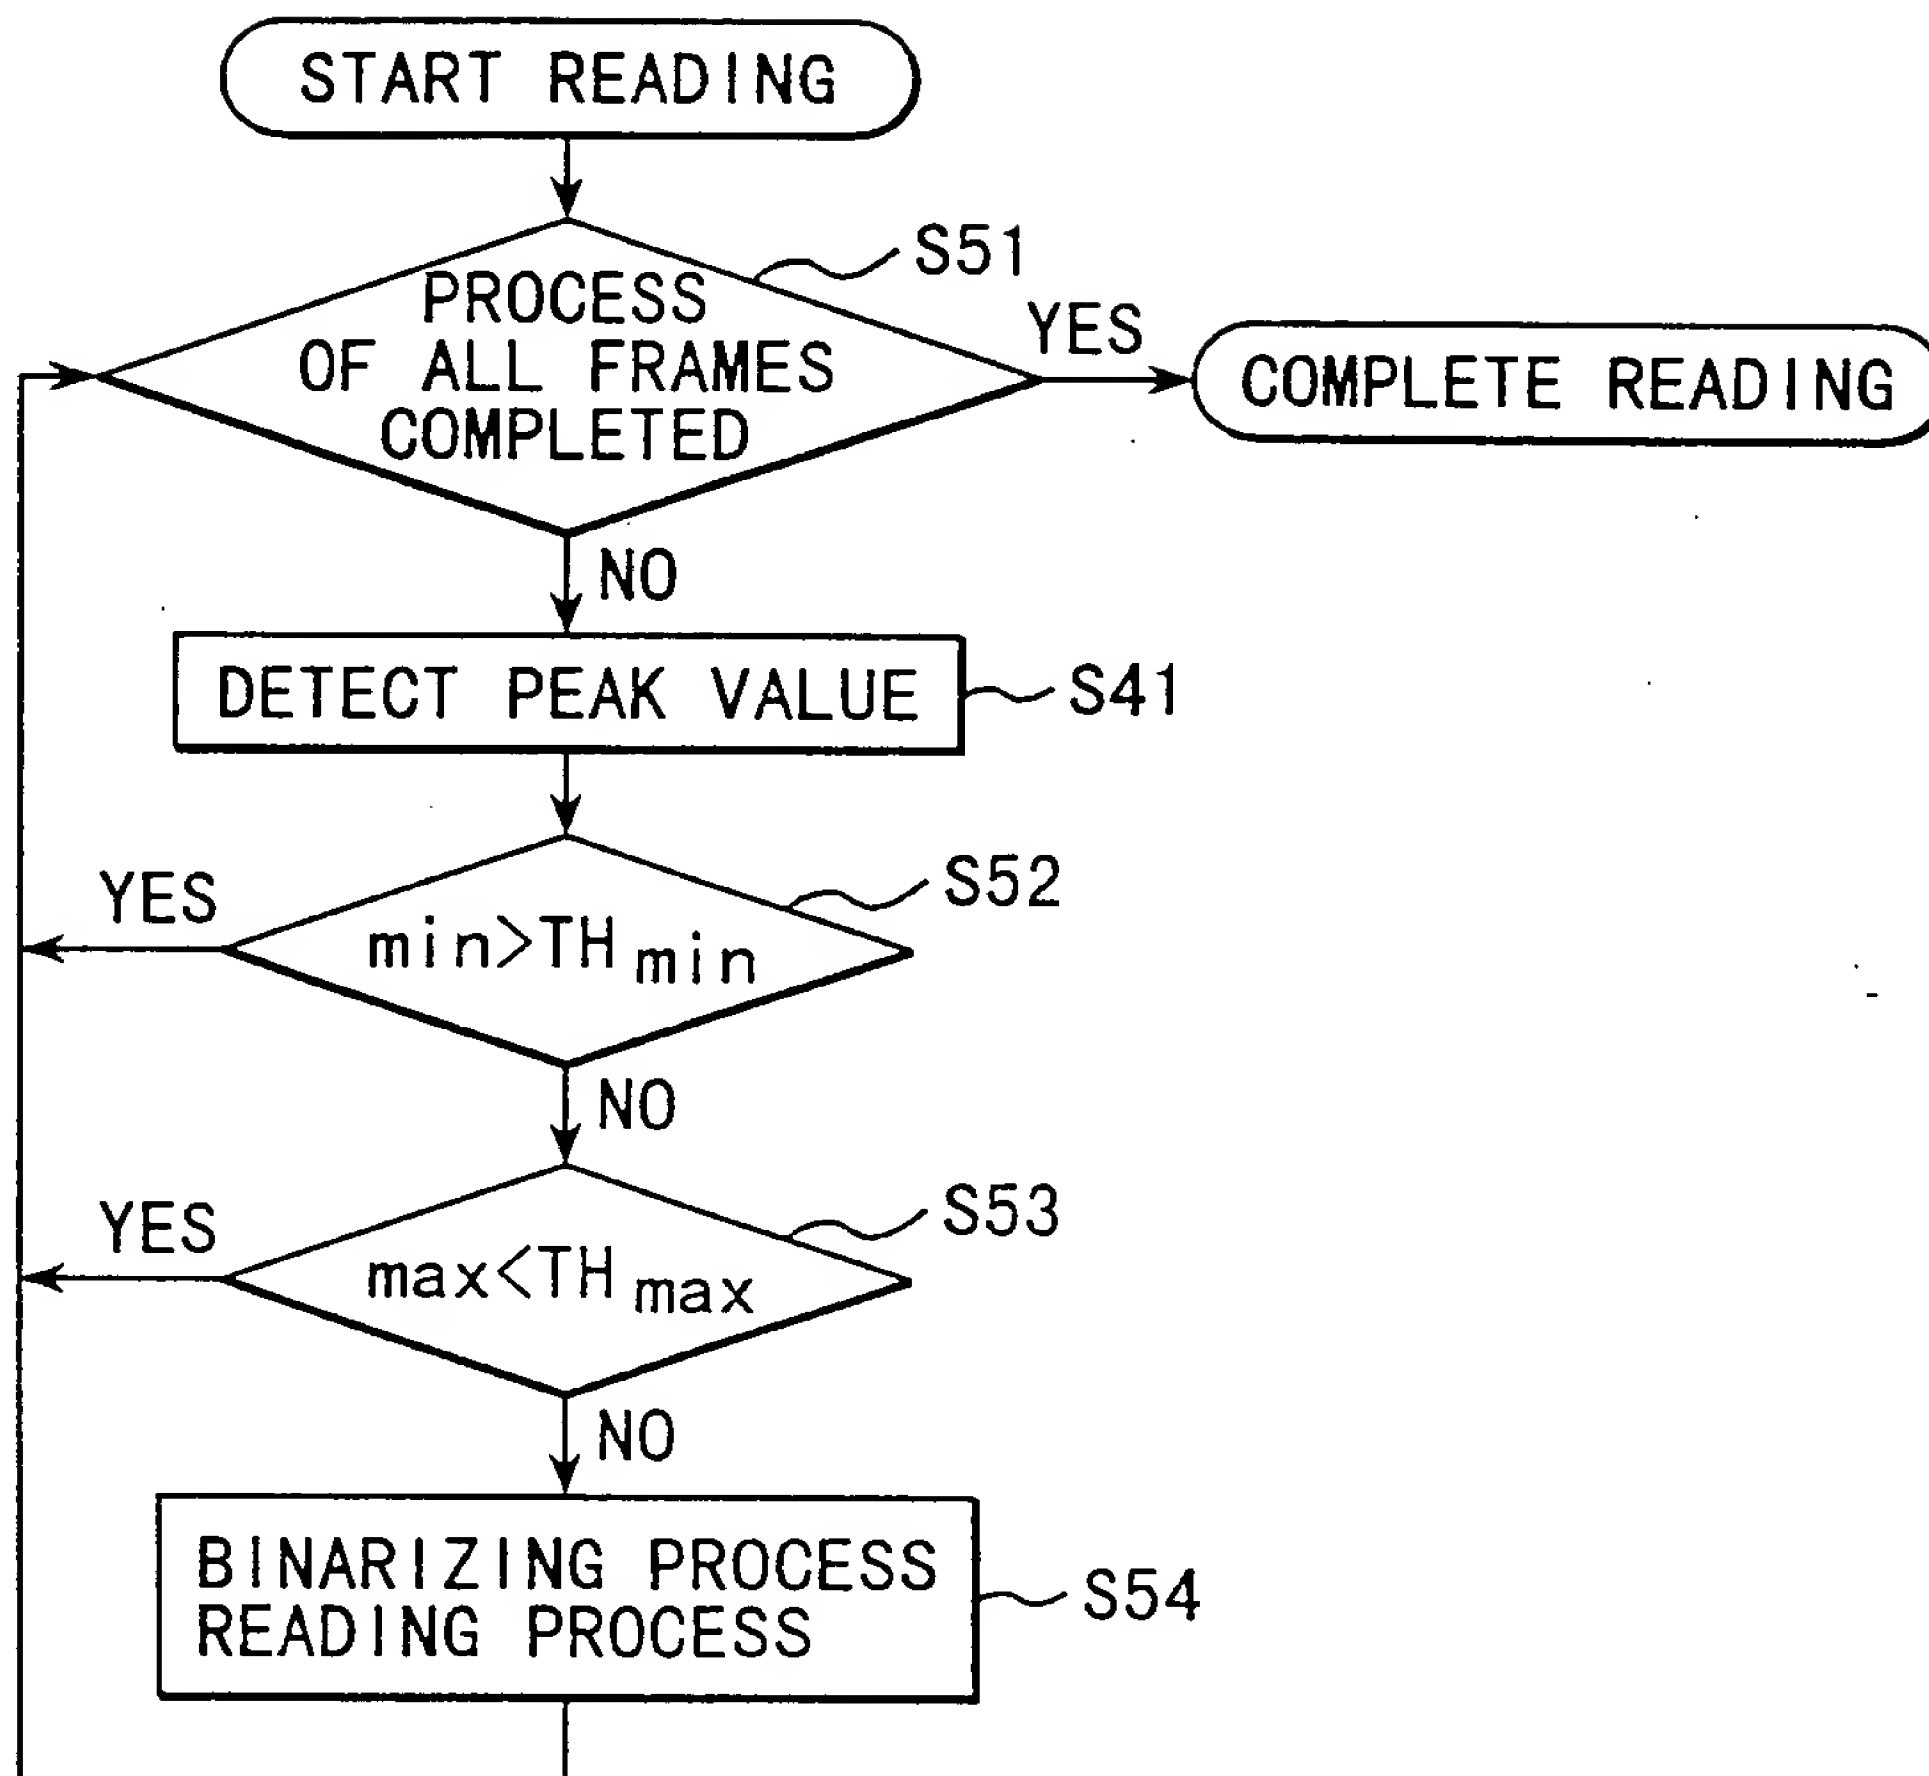 START READING
S51
PROCESS
OF ALL FRAMES
COMPLETED
YES
COMPLETE READING
NO
DETECT PEAK VALUE
S41
S52
YES
min>TH min
NO
S53
YES
max<TH max
NO
BINARIZING PROCESS
READING PROCESS
S54